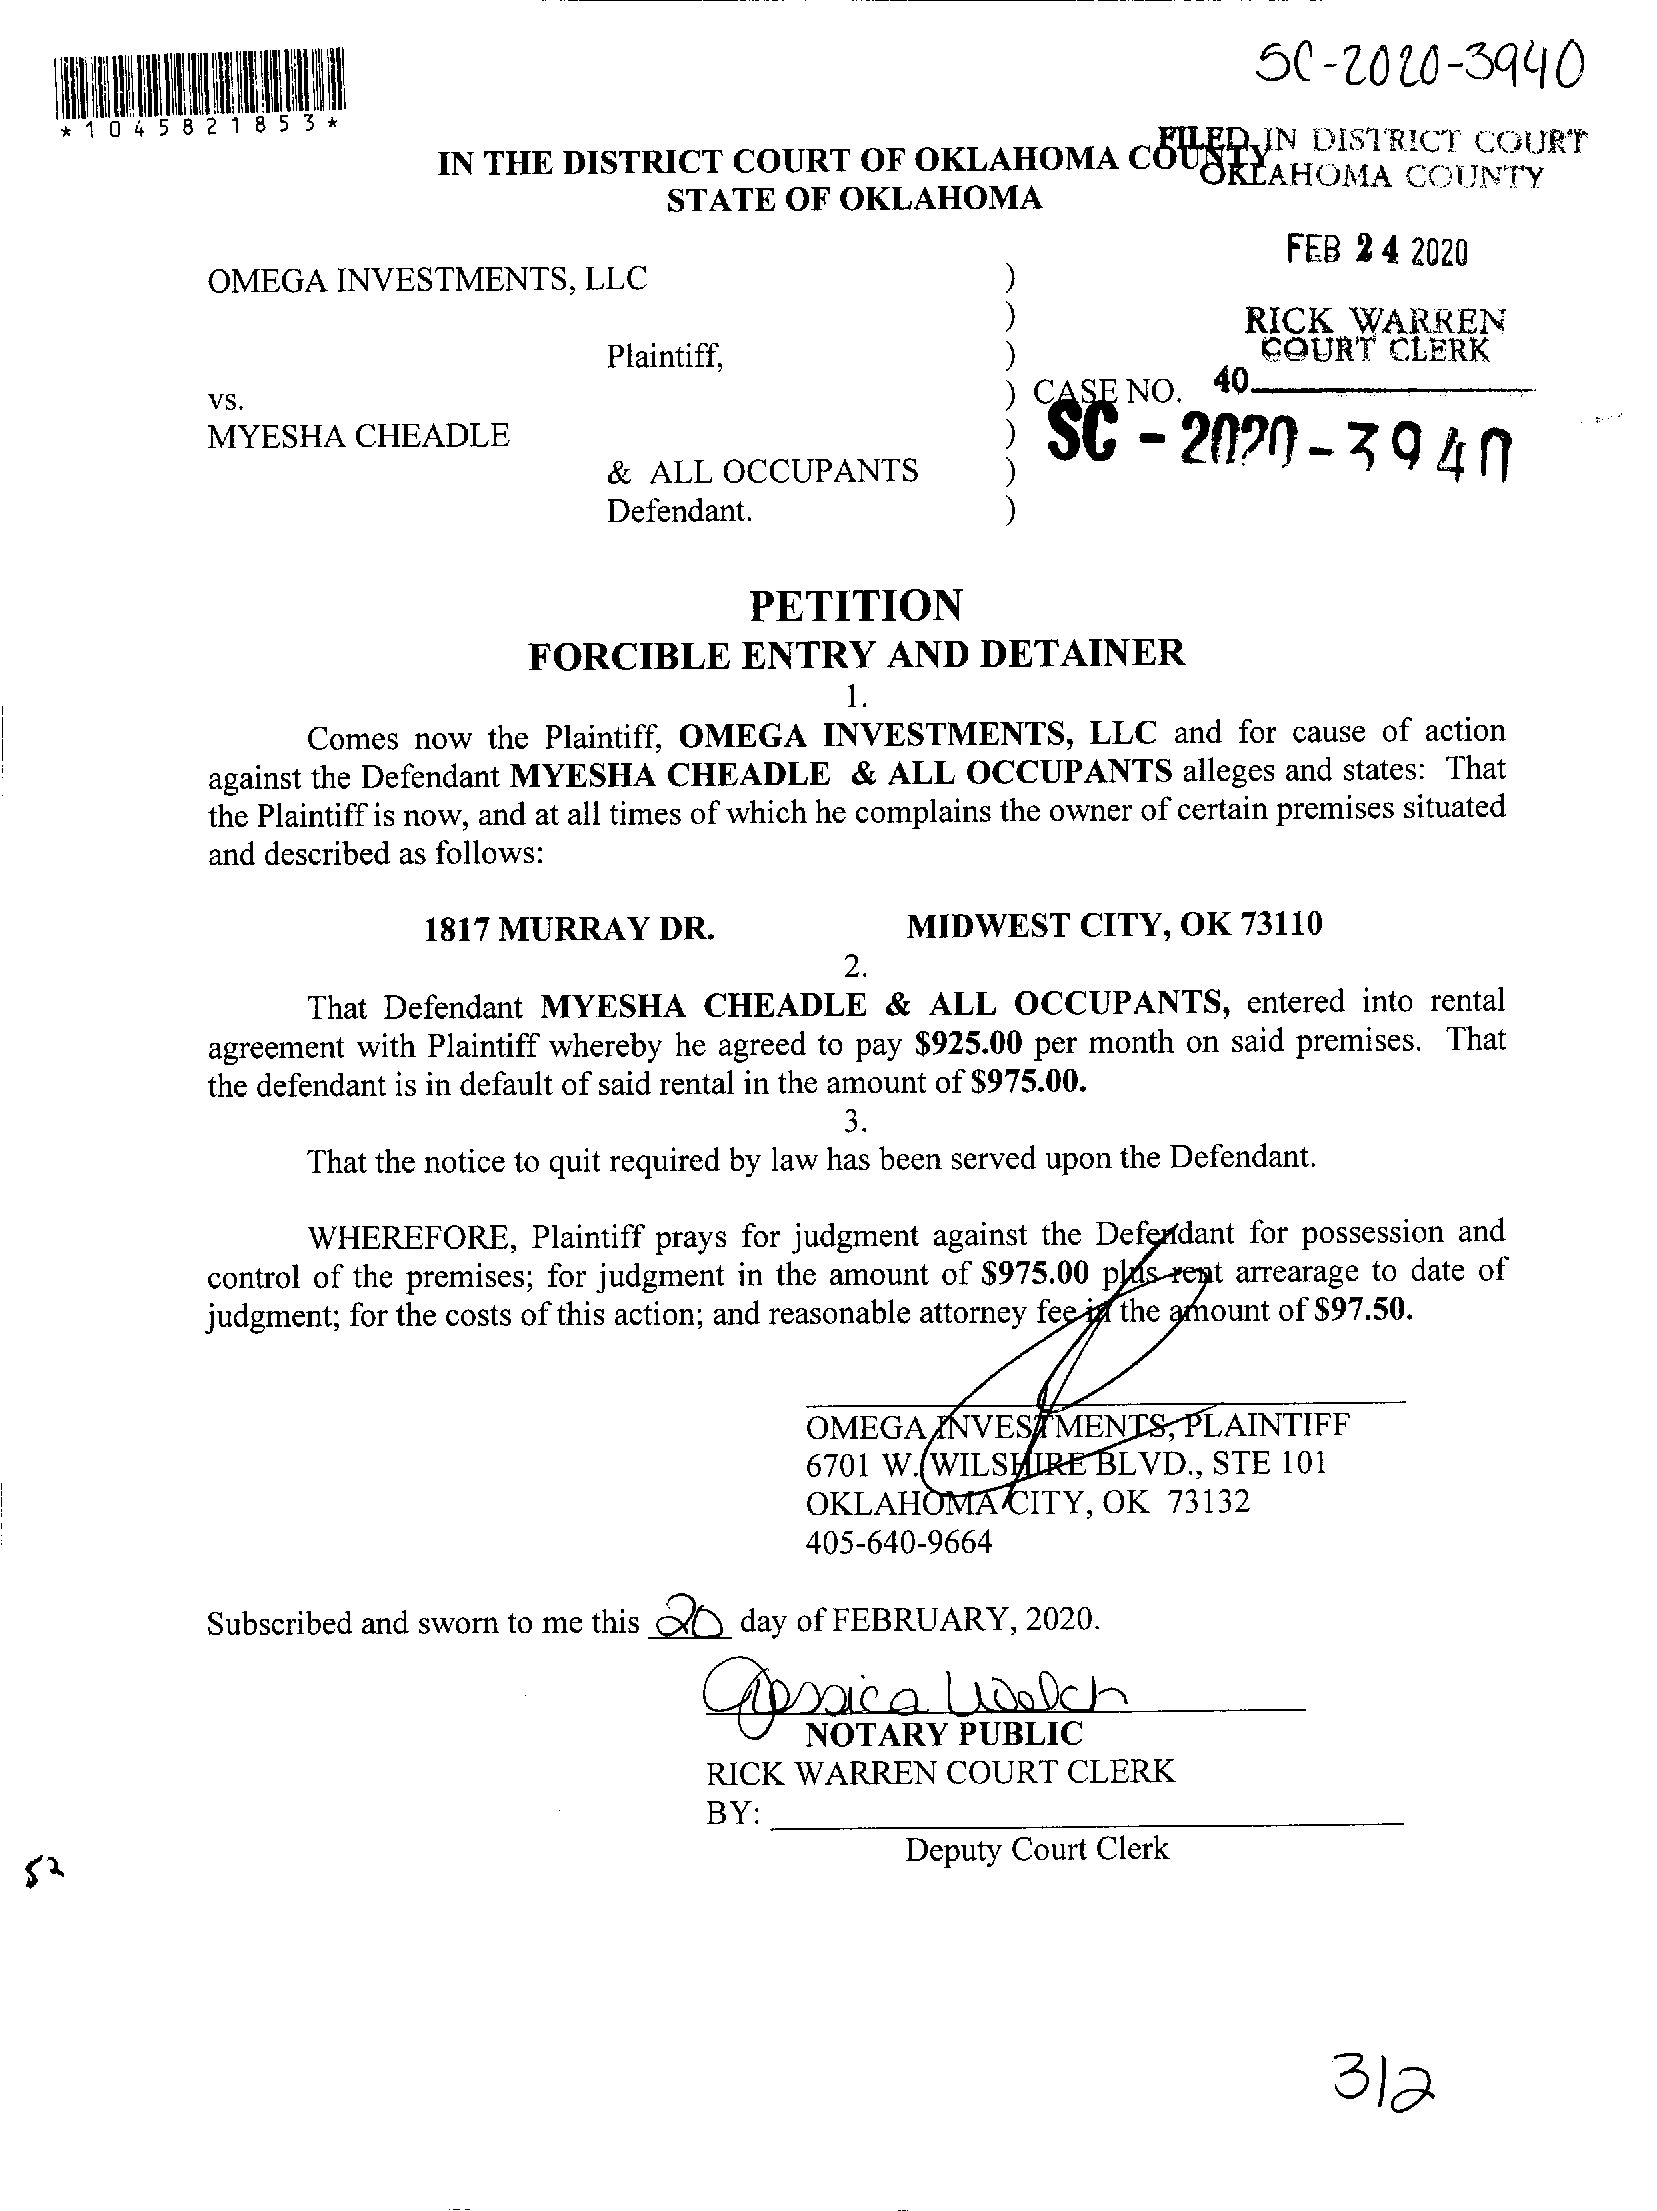 SC-2020-3940
*1045821853*
FILED IN DISTRICT COURT
OKLAHOMA COUNTY
IN THE DISTRICT COURT OF OKLAHOMA COUNTY
STATE OF OKLAHOMA
FEB 24 2020
OMEGA INVESTMENTS, LLC )
)
RICK WARREN
COURT CLERK
Plaintiff, )
40
vs. ) CASE NO.
MYESHA CHEADLE ) SC-2020-3940
& ALL OCCUPANTS )
Defendant. )
PETITION
FORCIBLE ENTRY AND DETAINER
1.
Comes now the Plaintiff, OMEGA INVESTMENTS, LLC and for cause of action
against the Defendant MYESHA CHEADLE & ALL OCCUPANTS alleges and states: That
the Plaintiff is now, and at all times of which he complains the owner of certain premises situated
and described as follows:
1817 MURRAY DR. MIDWEST CITY, OK 73110
2.
That Defendant MYESHA CHEADLE & ALL OCCUPANTS, entered into rental
agreement with Plaintiff whereby he agreed to pay $925.00 per month on said premises. That
the defendant is in default of said rental in the amount of $975.00.
3.
That the notice to quit required by law has been served upon the Defendant.
WHEREFORE, Plaintiff prays for judgment against the Defendant for possession and
control of the premises; for judgment in the amount of $975.00 plus rent arrearage to date of
judgment; for the costs of this action; and reasonable attorney fee in the amount of $97.50.
OMEGA INVESTMENTS, PLAINTIFF
6701 W. WILSHIRE BLVD., STE 101
OKLAHOMA CITY, OK 73132
405-640-9664
Subscribed and sworn to me this 20 day of FEBRUARY, 2020.
Jessica Welch
NOTARY PUBLIC
RICK WARREN COURT CLERK
BY:
Deputy Court Clerk
52
312